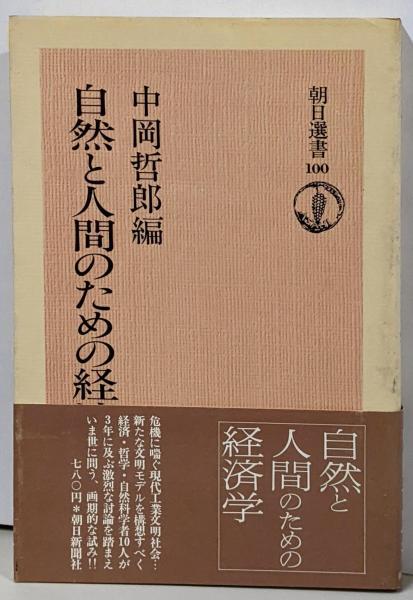 朝日選書
100
中岡哲郎編
自然と人間のための経
自然と
人間のための
経済学
危機に喘ぐ現代工業文明社会…
新たな文明モデルを構想すべく
経済・哲学・自然科学者10人が
3年に及ぶ激烈な討論を踏まえ
いま世に問う、画期的な試み!!
七八〇円*朝日新聞社